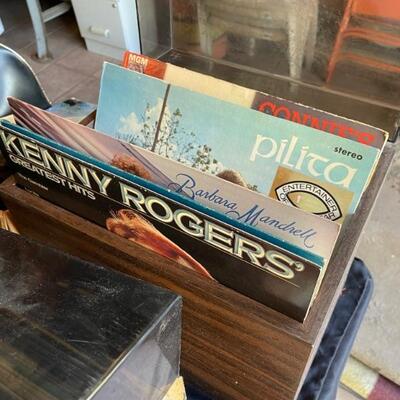 MGM
CONNIE
stereo
pilita
ENTERTAINER
Barbara Mandrell
KENNY ROGERS'
GREATEST HITS